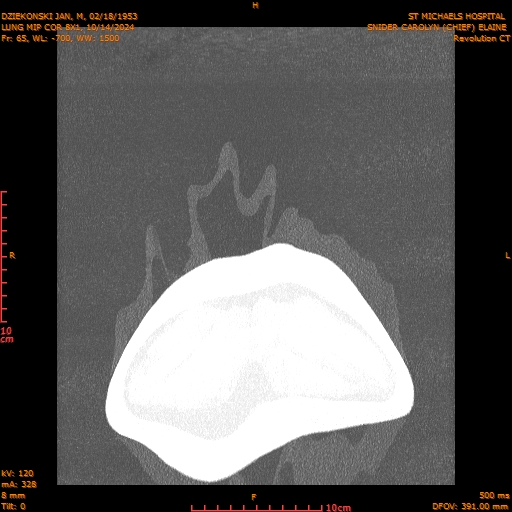 H
DZIEKONSKI JAN, M, 02/18/1953
ST MICHAELS HOSPITAL
LUNG MIP COR 8X1, 10/14/2024
SNIDER CAROLYN (CHIEF) ELAINE
Fr: 65, WL: -700, WW: 1500
Revolution CT
R
L
10
cm
kV: 120
mA: 328
8 mm
Tilt: 0
F
10cm
500 ms
DFOV: 391.00 mm